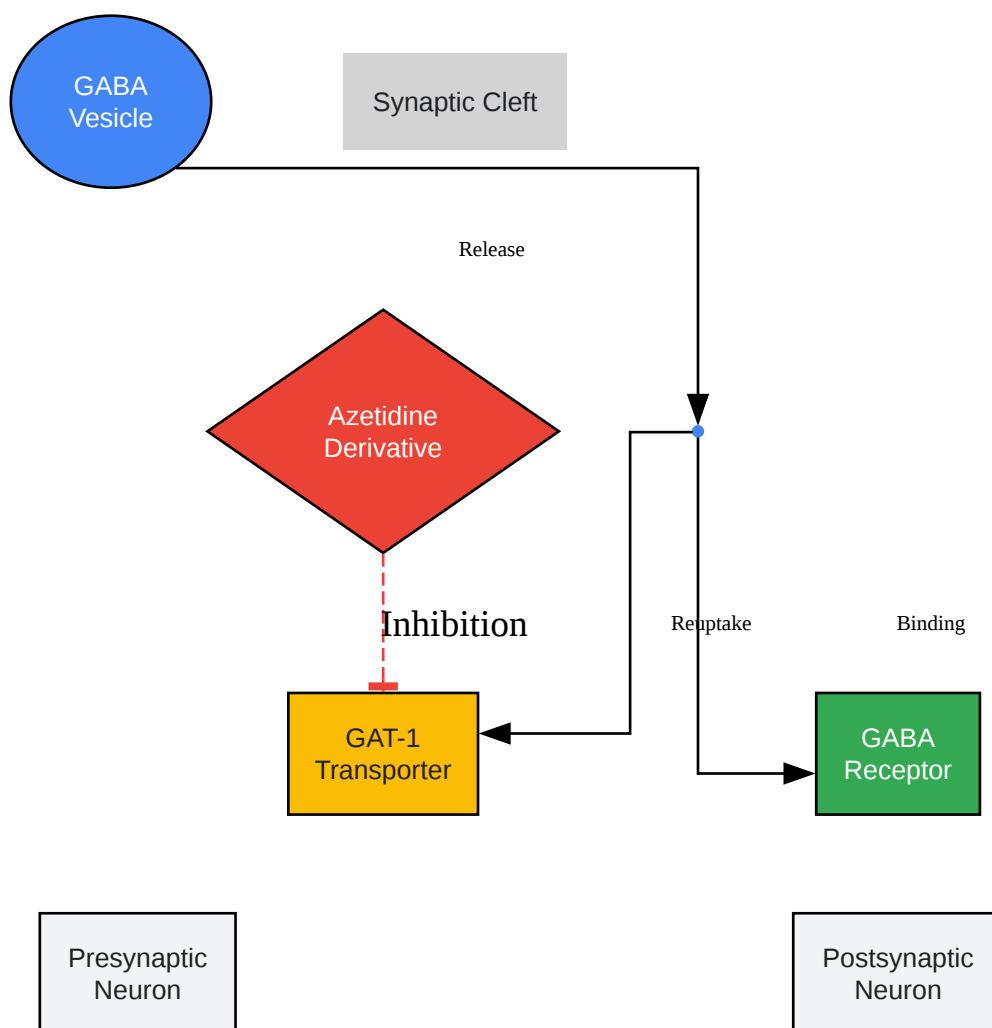 GABA
Vesicle
Synaptic Cleft
Release
Azetidine
Derivative
Inhibition
Reuptake
Binding
GAT-1
Transporter
GABA
Receptor
Presynaptic
Neuron
Postsynaptic
Neuron